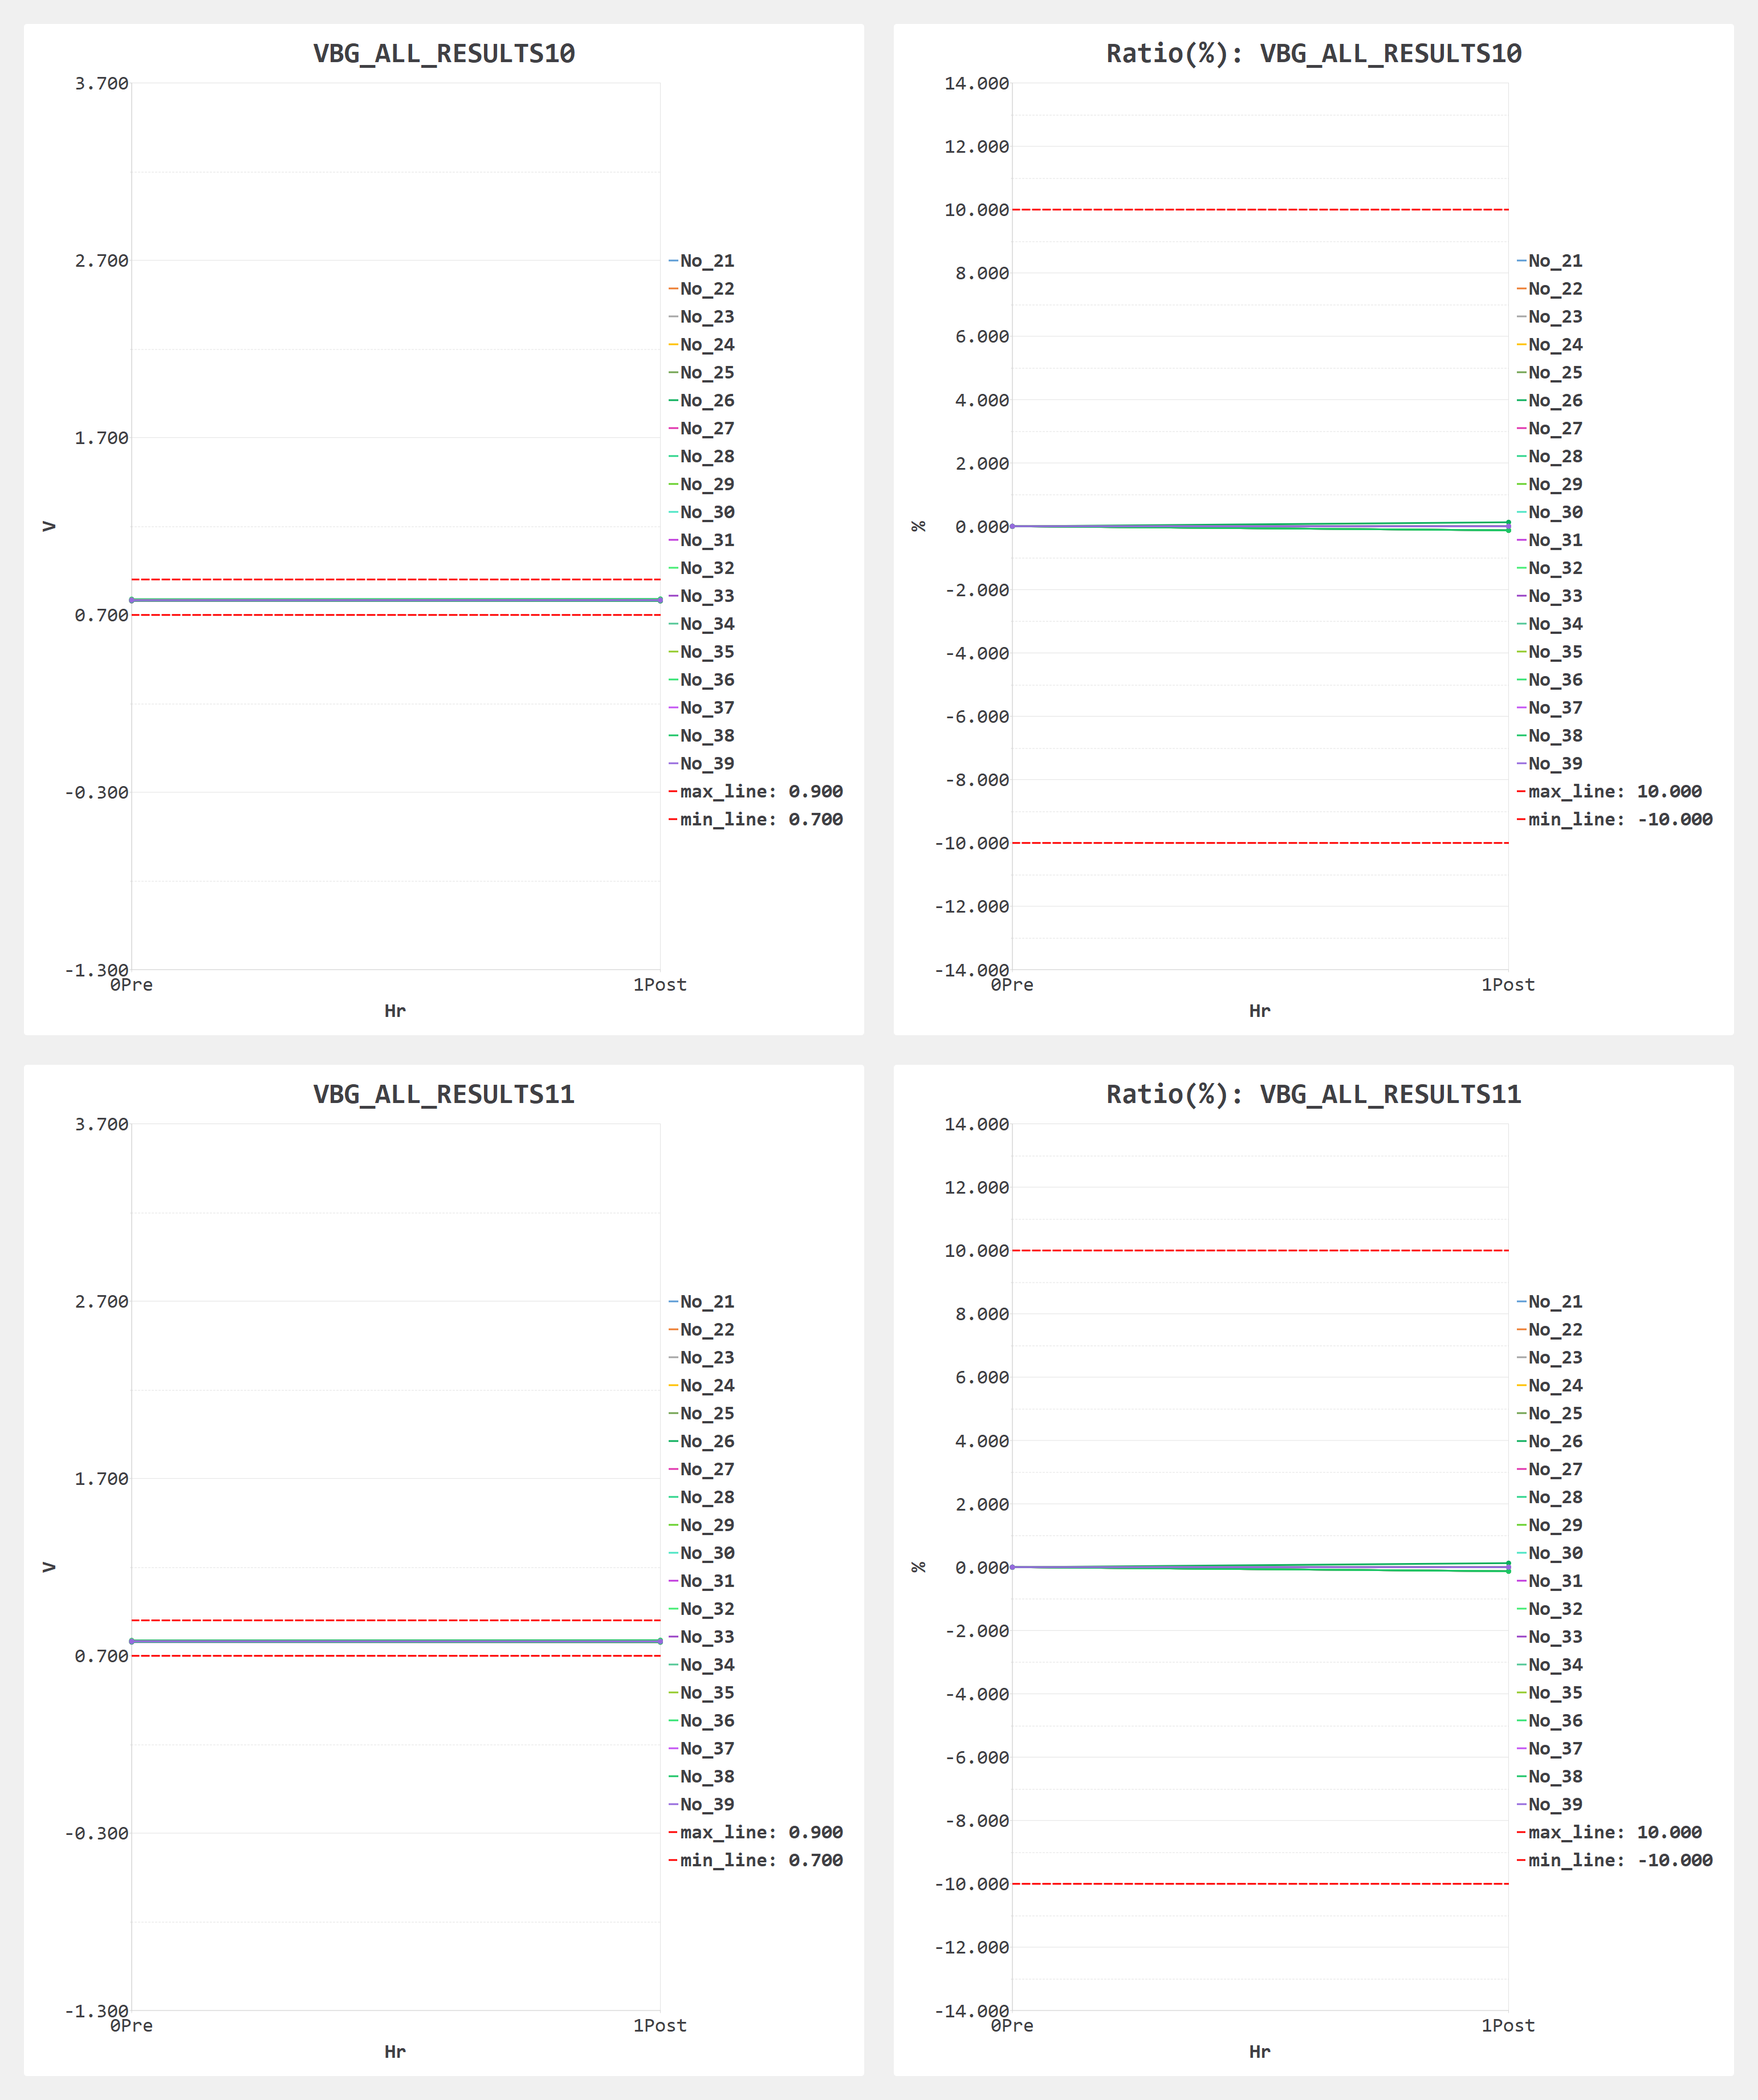 VBG_ALL_RESULTS10
3.700
2.700
1.700
0.700
-0.300
-1.300
V
0Pre
1Post
Hr
No_21
No_22
No_23
No_24
No_25
No_26
No_27
No_28
No_29
No_30
No_31
No_32
No_33
No_34
No_35
No_36
No_37
No_38
No_39
max_line: 0.900
min_line: 0.700
Ratio(%): VBG_ALL_RESULTS10
14.000
12.000
10.000
8.000
6.000
4.000
2.000
0.000
-2.000
-4.000
-6.000
-8.000
-10.000
-12.000
-14.000
%
0Pre
1Post
Hr
No_21
No_22
No_23
No_24
No_25
No_26
No_27
No_28
No_29
No_30
No_31
No_32
No_33
No_34
No_35
No_36
No_37
No_38
No_39
max_line: 10.000
min_line: -10.000
VBG_ALL_RESULTS11
3.700
2.700
1.700
0.700
-0.300
-1.300
V
0Pre
1Post
Hr
No_21
No_22
No_23
No_24
No_25
No_26
No_27
No_28
No_29
No_30
No_31
No_32
No_33
No_34
No_35
No_36
No_37
No_38
No_39
max_line: 0.900
min_line: 0.700
Ratio(%): VBG_ALL_RESULTS11
14.000
12.000
10.000
8.000
6.000
4.000
2.000
0.000
-2.000
-4.000
-6.000
-8.000
-10.000
-12.000
-14.000
%
0Pre
1Post
Hr
No_21
No_22
No_23
No_24
No_25
No_26
No_27
No_28
No_29
No_30
No_31
No_32
No_33
No_34
No_35
No_36
No_37
No_38
No_39
max_line: 10.000
min_line: -10.000